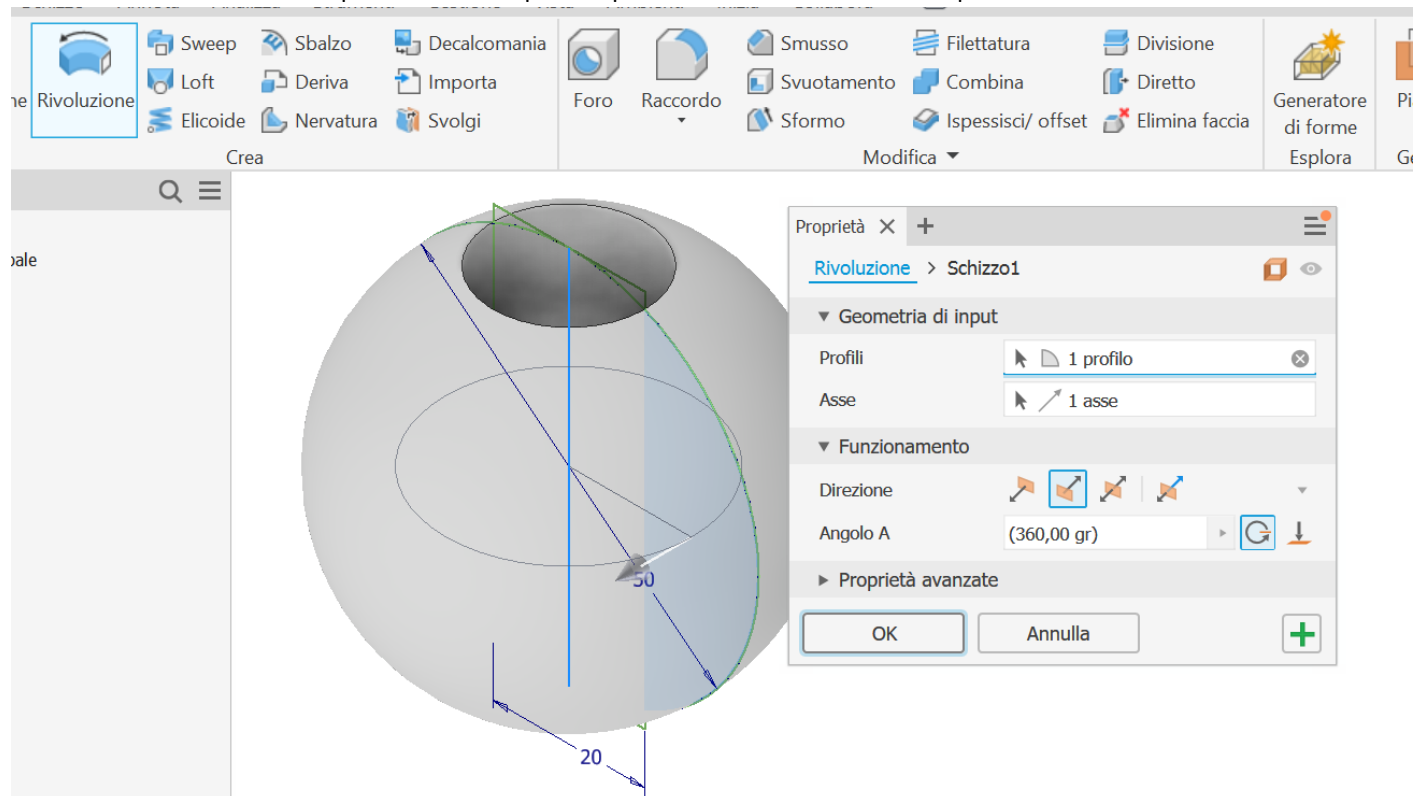 Sweep Sbalzo Decalcomania Smusso Filettatura Divisione
Rivoluzione Loft Deriva Importa Foro Raccordo Svuotamento Combina Diretto Generatore di forme
Elicoide Nervatura Svolgi Sformo Ispessisci/ offset Elimina faccia
Crea Modifica Esplora
Proprietà
Rivoluzione > Schizzo1
Geometria di input
Profili 1 profilo
Asse 1 asse
Funzionamento
Direzione
Angolo A (360,00 gr)
Proprietà avanzate
OK Annulla
50
20